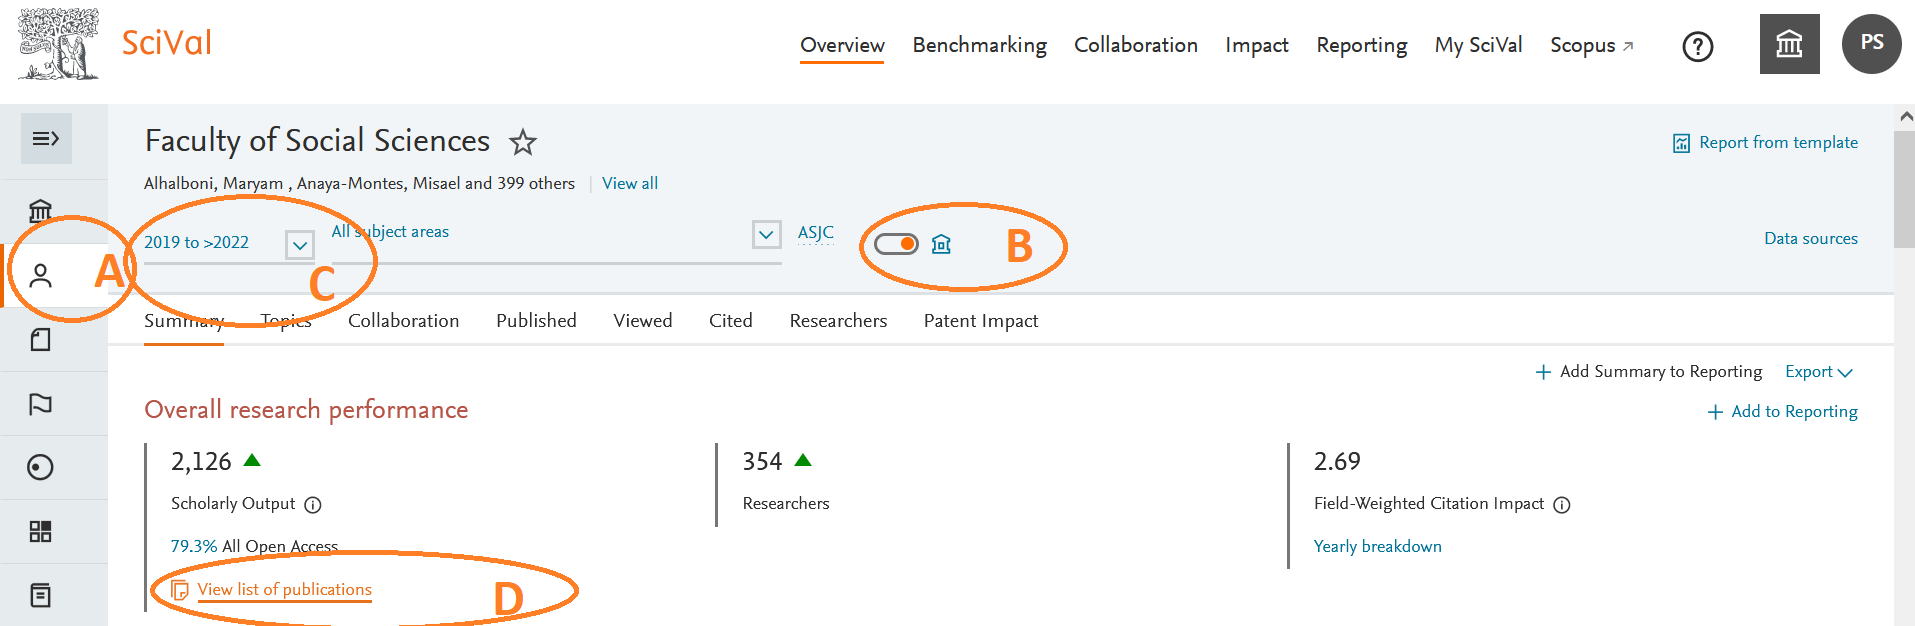 SciVal
Overview Benchmarking Collaboration Impact Reporting My SciVal Scopus ↗ ? PS
Faculty of Social Sciences
Report from template
Alhalboni, Maryam , Anaya-Montes, Misael and 399 others | View all
2019 to >2022 All subject areas ASJC
Data sources
A
C
B
Summary Topics Collaboration Published Viewed Cited Researchers Patent Impact
+ Add Summary to Reporting Export
Overall research performance
+ Add to Reporting
2,126 354 2.69
Scholarly Output Researchers Field-Weighted Citation Impact
79.3% All Open Access Yearly breakdown
View list of publications D